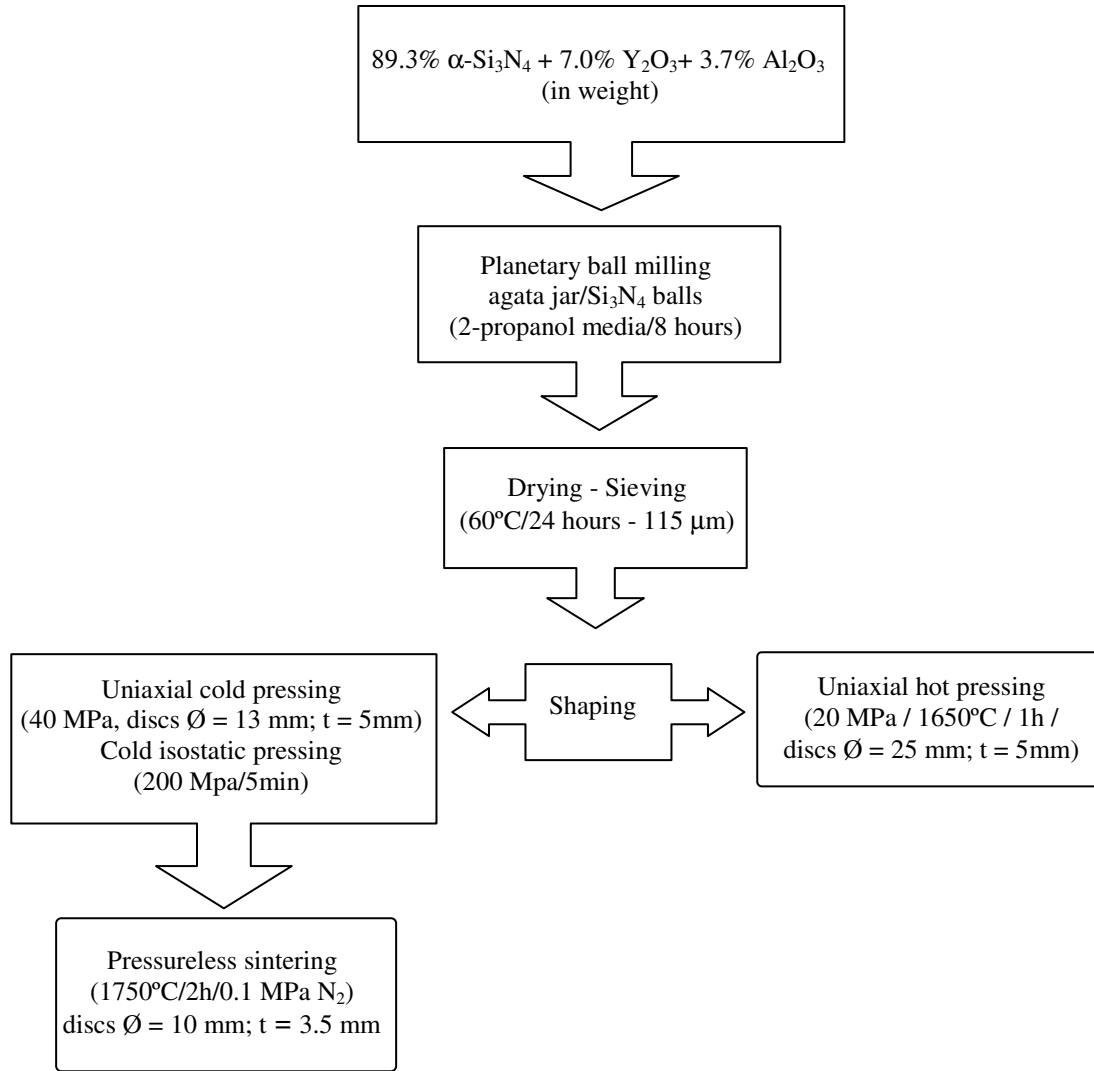 89.3% α-Si₃N₄ + 7.0% Y₂O₃+ 3.7% Al₂O₃
(in weight)
Planetary ball milling
agata jar/Si₃N₄ balls
(2-propanol media/8 hours)
Drying - Sieving
(60ºC/24 hours - 115 μm)
Shaping
Uniaxial cold pressing
(40 MPa, discs Ø = 13 mm; t = 5mm)
Cold isostatic pressing
(200 Mpa/5min)
Uniaxial hot pressing
(20 MPa / 1650ºC / 1h /
discs Ø = 25 mm; t = 5mm)
Pressureless sintering
(1750ºC/2h/0.1 MPa N₂)
discs Ø = 10 mm; t = 3.5 mm